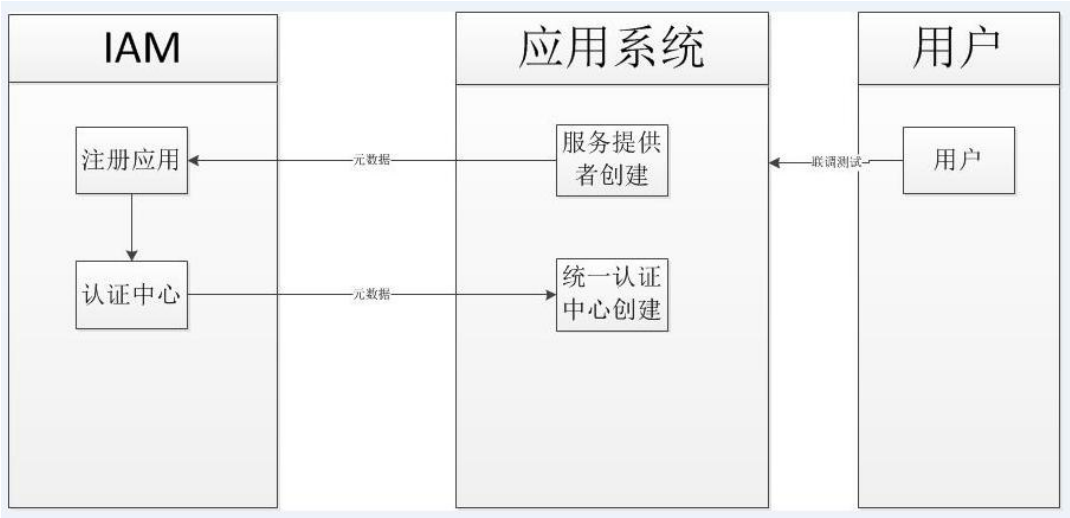 IAM
应用系统
用户
注册应用
元数据
服务提供
者创建
联调测试
用户
认证中心
元数据
统一认证
中心创建